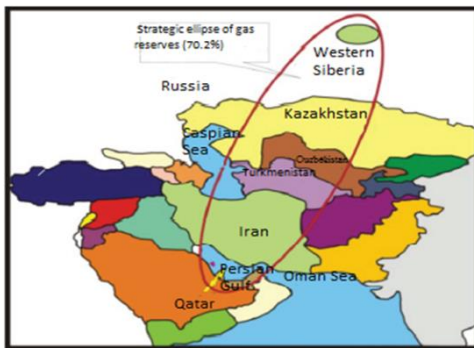 Strategic ellipse of gas
reserves (70.2%)
Western
Siberia
Russia
Kazakhstan
Caspian
Sea
Ouzbekistan
Turkmenistan
Iran
Persian
Gulf
Oman Sea
Qatar